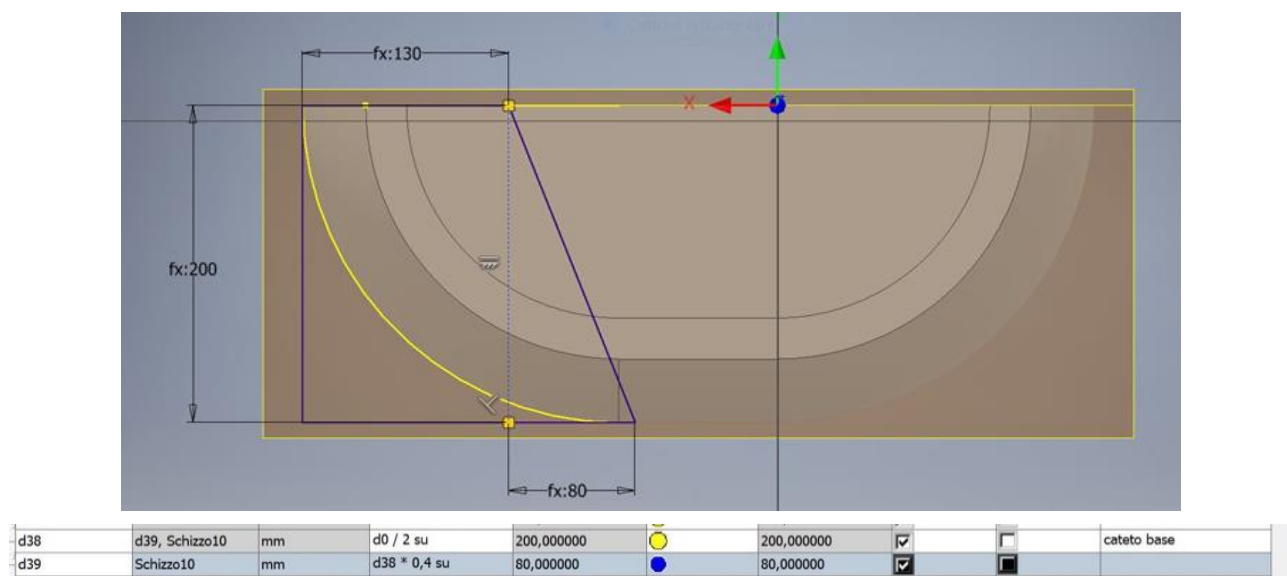 fx:130
X
fx:200
fx:80
d38 d39, Schizzo10 mm d0 / 2 su 200,000000 200,000000 cateto base
d39 Schizzo10 mm d38 * 0,4 su 80,000000 80,000000